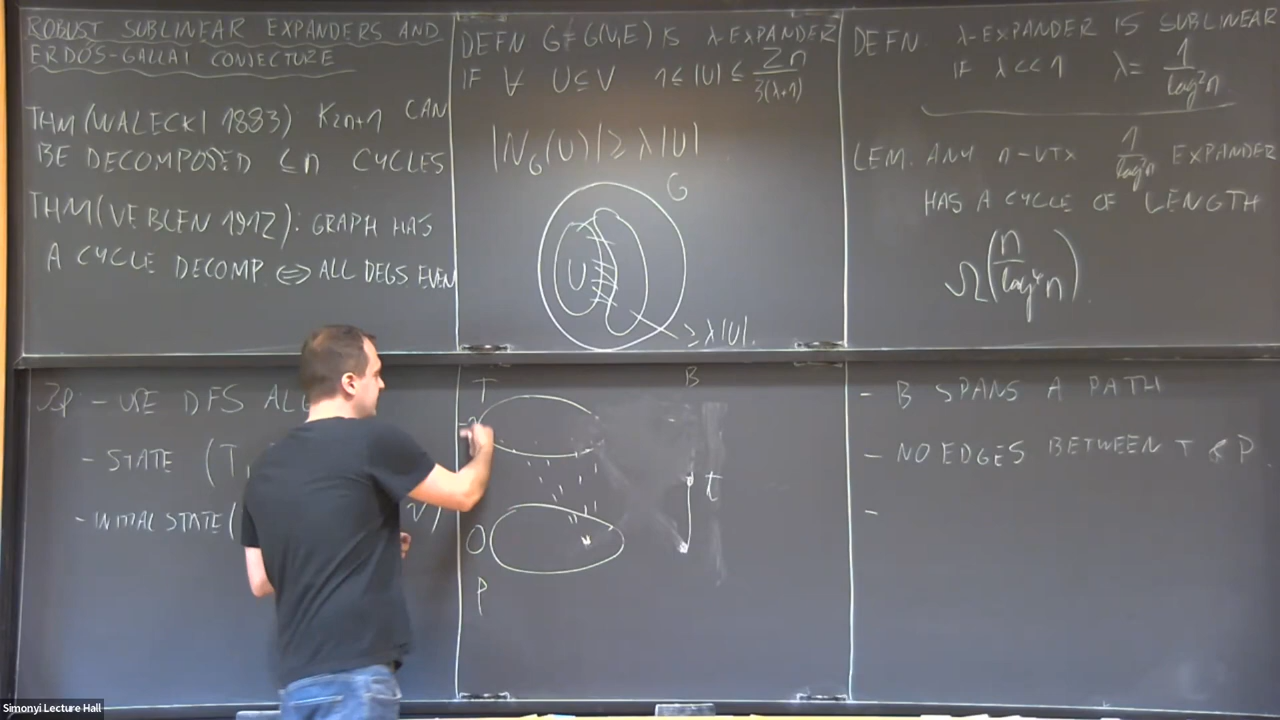 ROBUST SUBLINEAR EXPANDERS AND
ERDŐS-GALLAI CONJECTURE
THM (WALECKI 1883) K2n+1 CAN
BE DECOMPOSED ⊆n CYCLES
THM (VEBLEN 1912): GRAPH HAS
A CYCLE DECOMP. ⇔ ALL DEGS EVEN
DEFN G=G(V,E) IS λ-EXPANDER
IF ∀ U⊆V 1≤|U|≤ 2n/3(λ+1)
|N_G(U)|≥λ|U|
G
U
≥λ|U|.
DEFN. λ-EXPANDER IS SUBLINEAR
IF λ<<1 λ= 1/log²n
LEM. ANY n-VTX 1/log²n EXPANDER
HAS A CYCLE OF LENGTH
Ω(n/log⁴n).
- USE DFS
- STATE (T
- INITIAL STATE( V)
T
B
t
O
P
- B SPANS A PATH
- NO EDGES BETWEEN T & P
-
Simonyi Lecture Hall